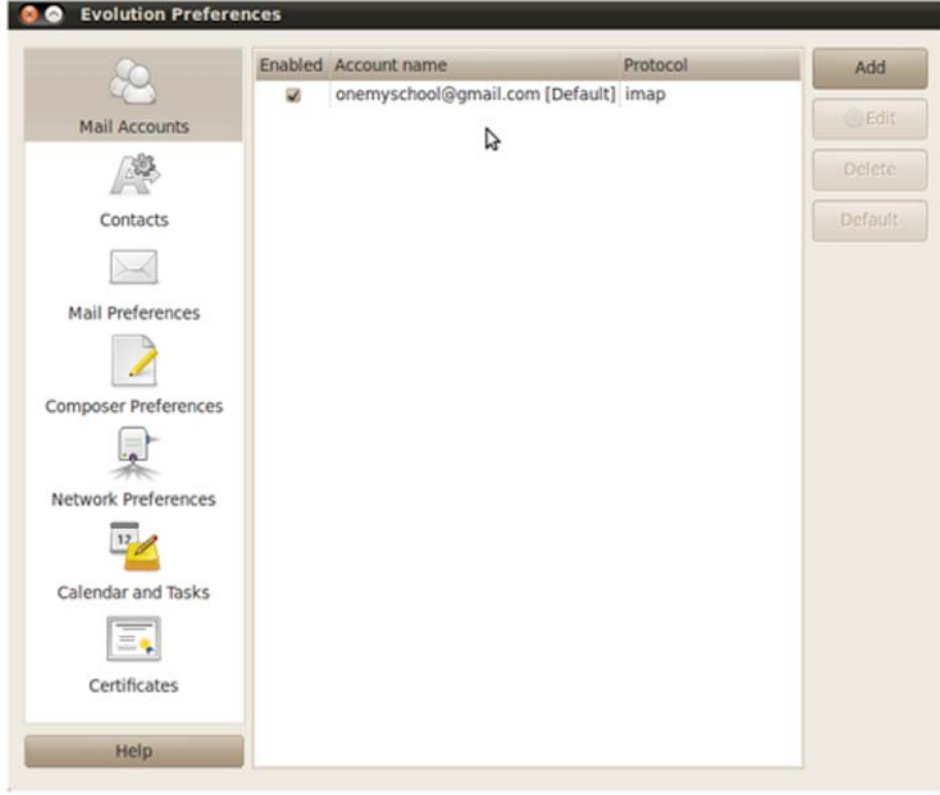 Evolution Preferences
Mail Accounts
Contacts
Mail Preferences
Composer Preferences
Network Preferences
12
Calendar and Tasks
Certificates
Help
Enabled Account name Protocol
onemyschool@gmail.com [Default] imap
Add
Edit
Delete
Default